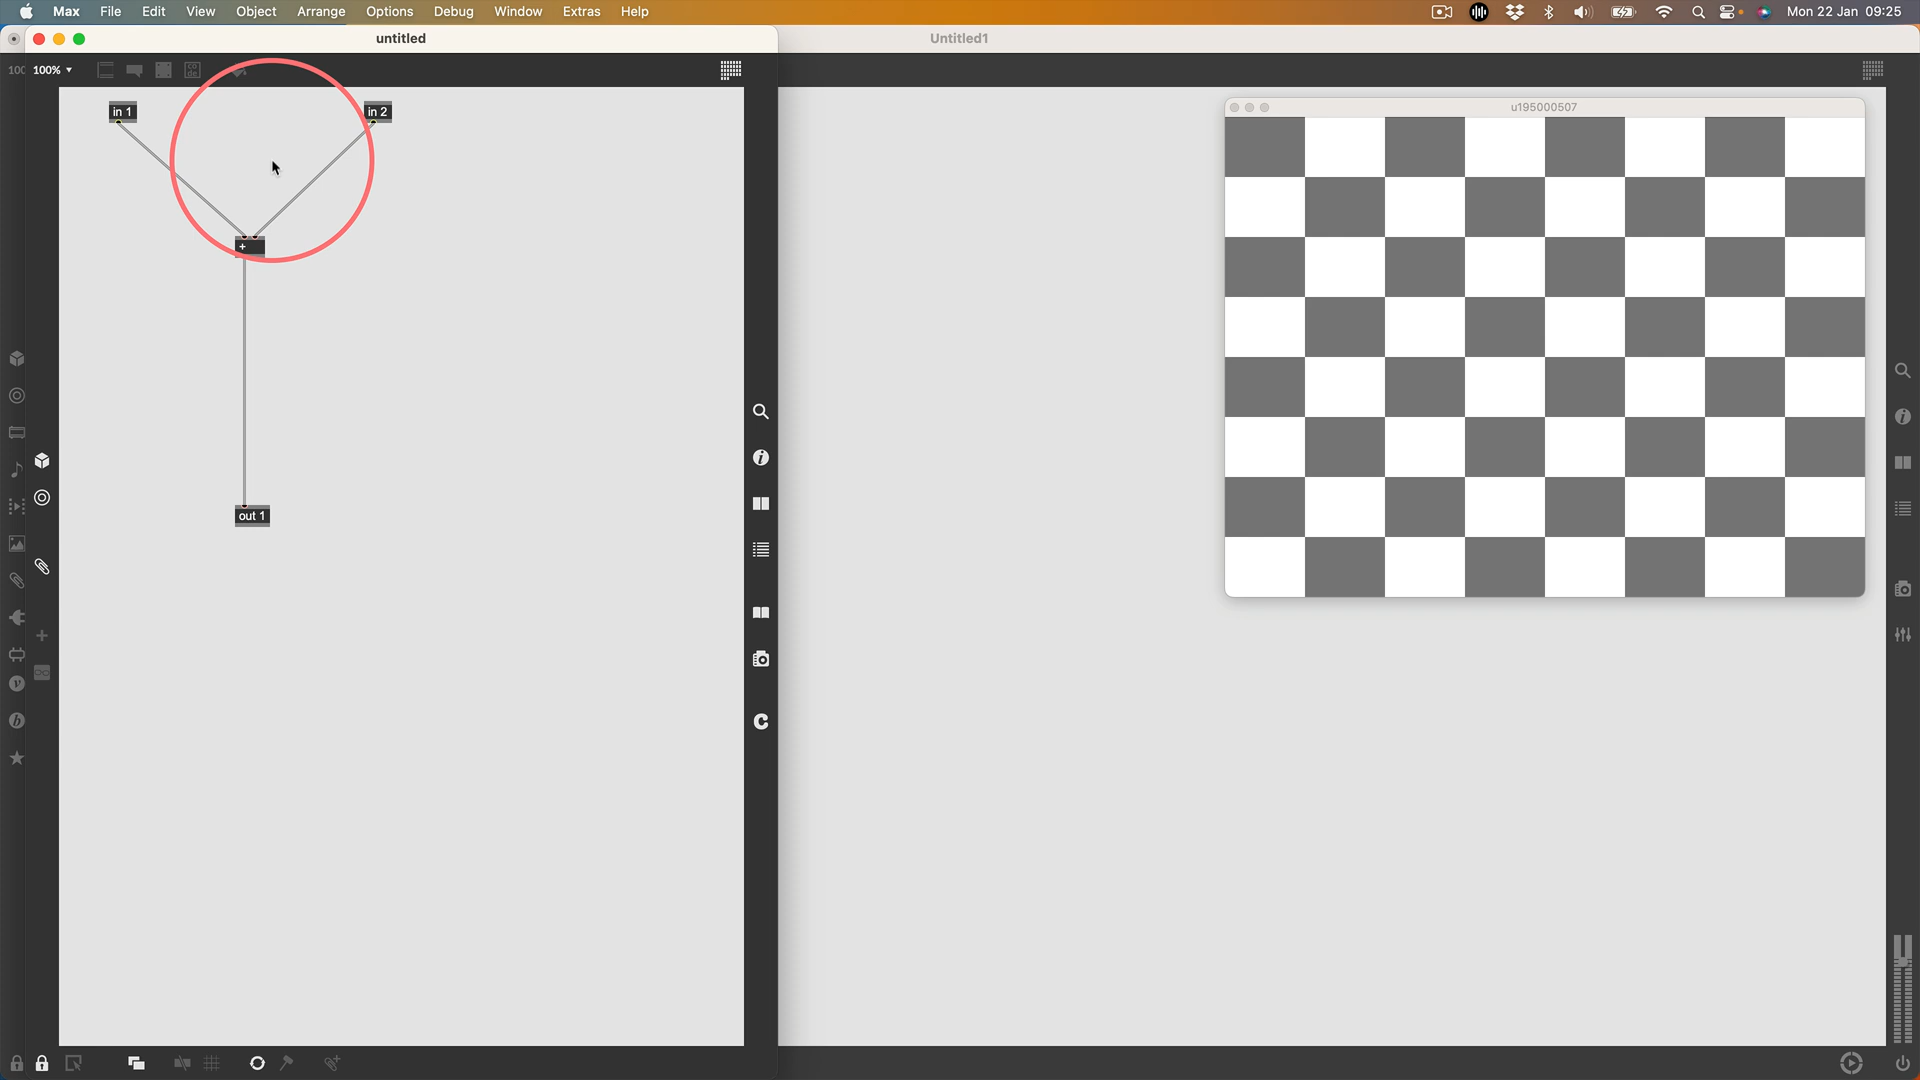 Max File Edit View Object Arrange Options Debug Window Extras Help Mon 22 Jan 09:25
untitled
Untitled1
100%
in 1
in 2
u195000507
+
out 1